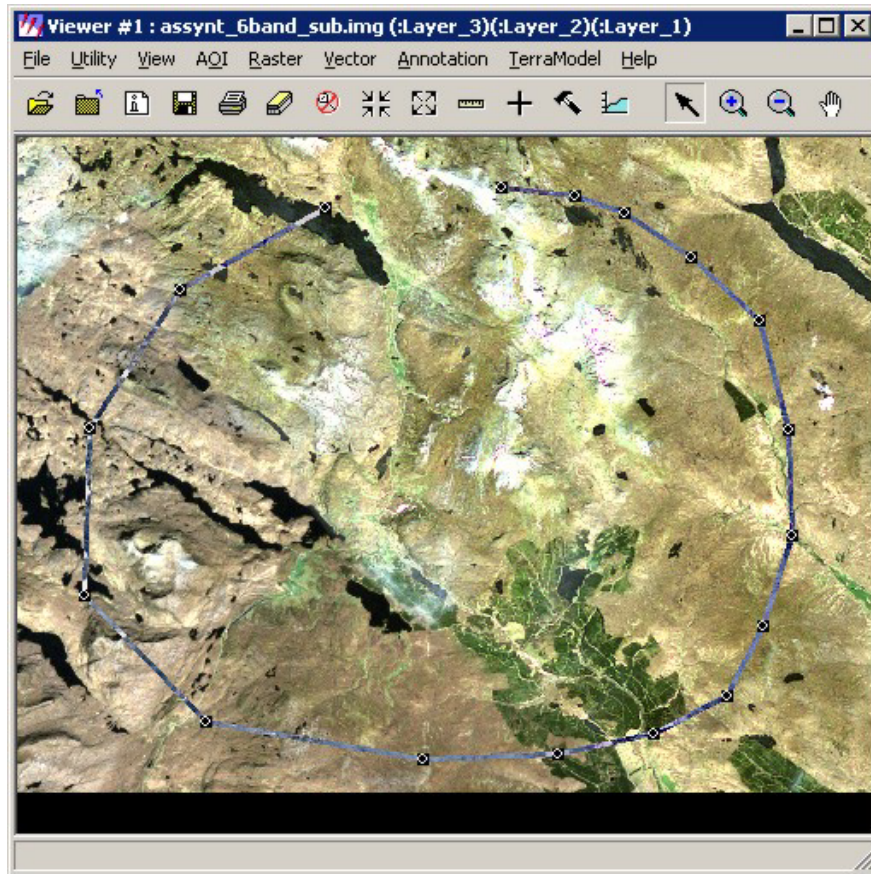 Viewer #1 : assynt_6band_sub.img (:Layer_3)(:Layer_2)(:Layer_1)
File Utility View AOI Raster Vector Annotation TerraModel Help